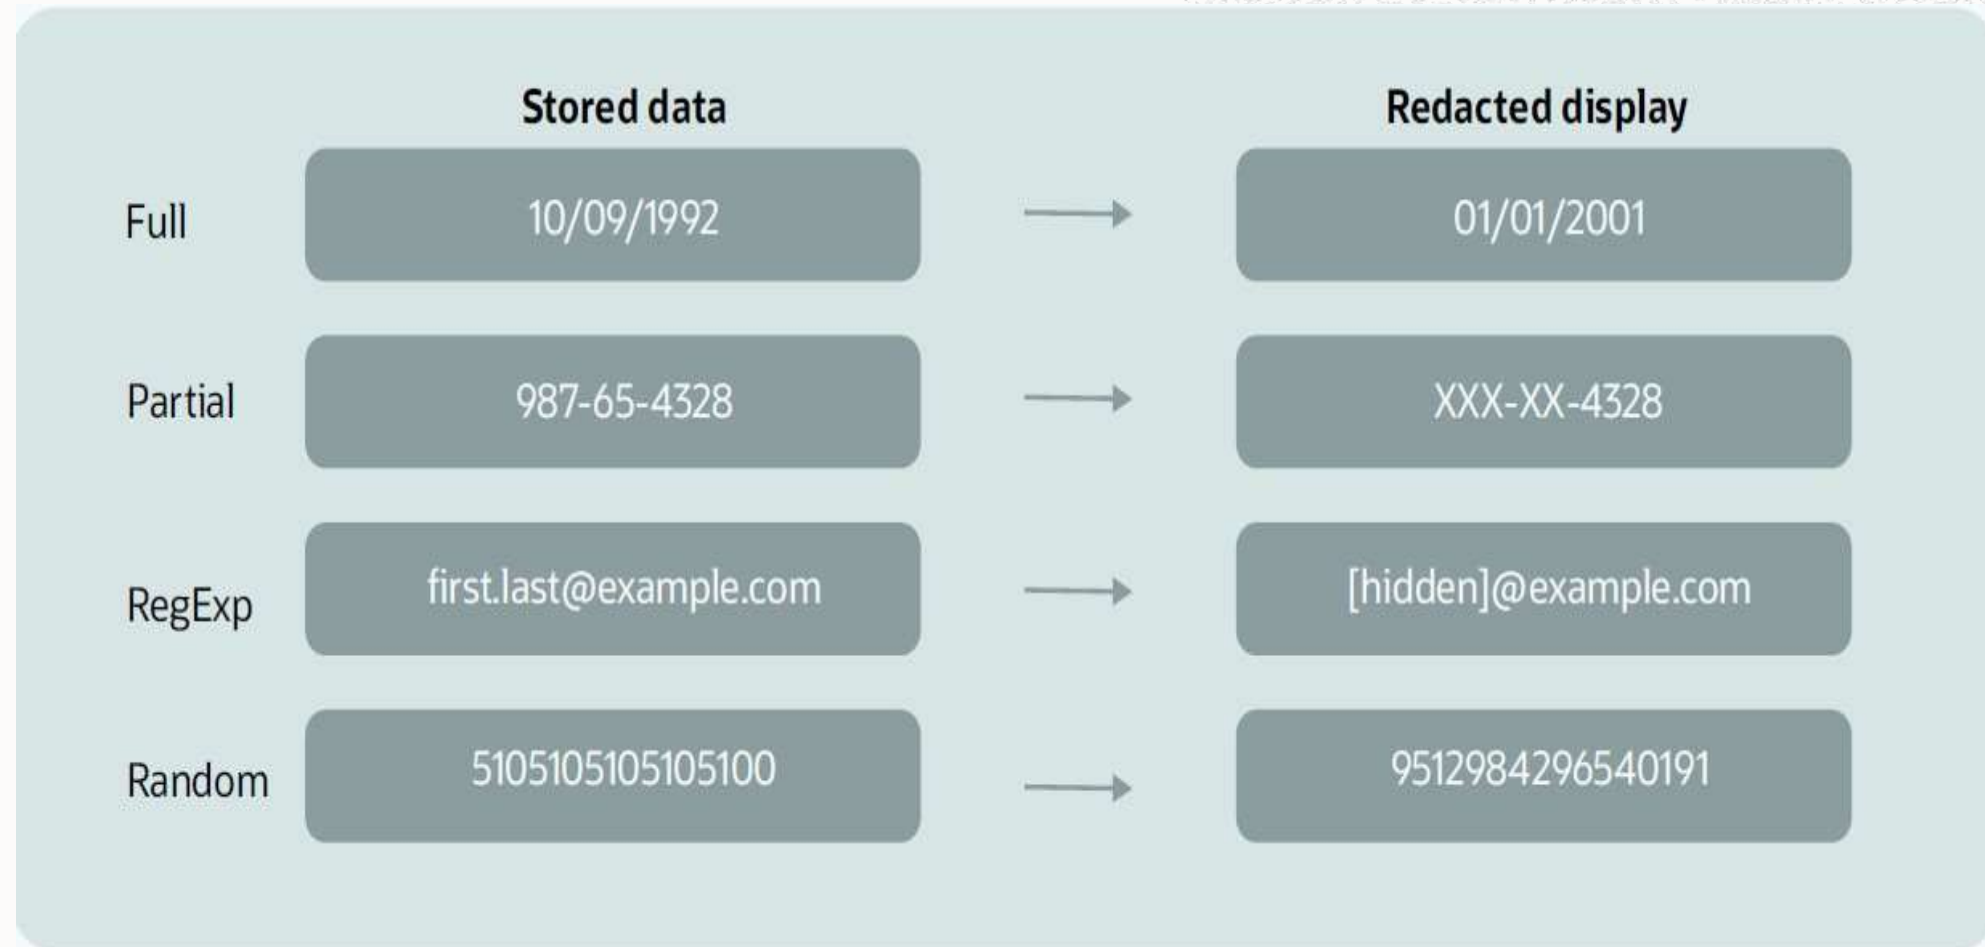 Stored data
Redacted display
Full
10/09/1992
01/01/2001
Partial
987-65-4328
XXX-XX-4328
RegExp
first.last@example.com
[hidden]@example.com
Random
5105105105105100
9512984296540191